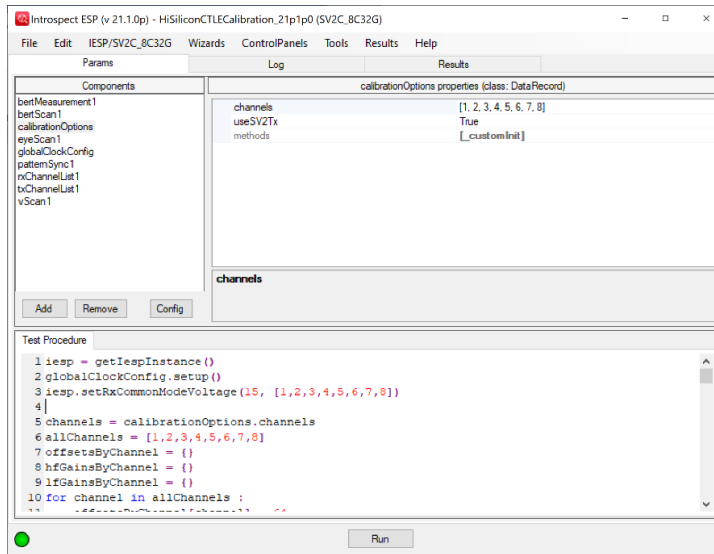 Introspect ESP (v 21.1.0p) - HiSiliconCTLECalibration_21p1p0 (SV2C_8C32G)
File Edit IESP/SV2C_8C32G Wizards ControlPanels Tools Results Help
Params Log Results
Components
bertMeasurement1
bertScan1
calibrationOptions
eyeScan1
globalClockConfig
patternSync1
rxChannelList1
txChannelList1
vScan1
Add Remove Config
calibrationOptions properties (class: DataRecord)
channels [1, 2, 3, 4, 5, 6, 7, 8]
useSV2Tx True
methods [_customInit]
channels
Test Procedure
1 iesp = getIespInstance()
2 globalClockConfig.setup()
3 iesp.setRxCommonModeVoltage(15, [1,2,3,4,5,6,7,8])
4
5 channels = calibrationOptions.channels
6 allChannels = [1,2,3,4,5,6,7,8]
7 offsetsByChannel = {}
8 hfGainsByChannel = {}
9 lfGainsByChannel = {}
10 for channel in allChannels :
Run